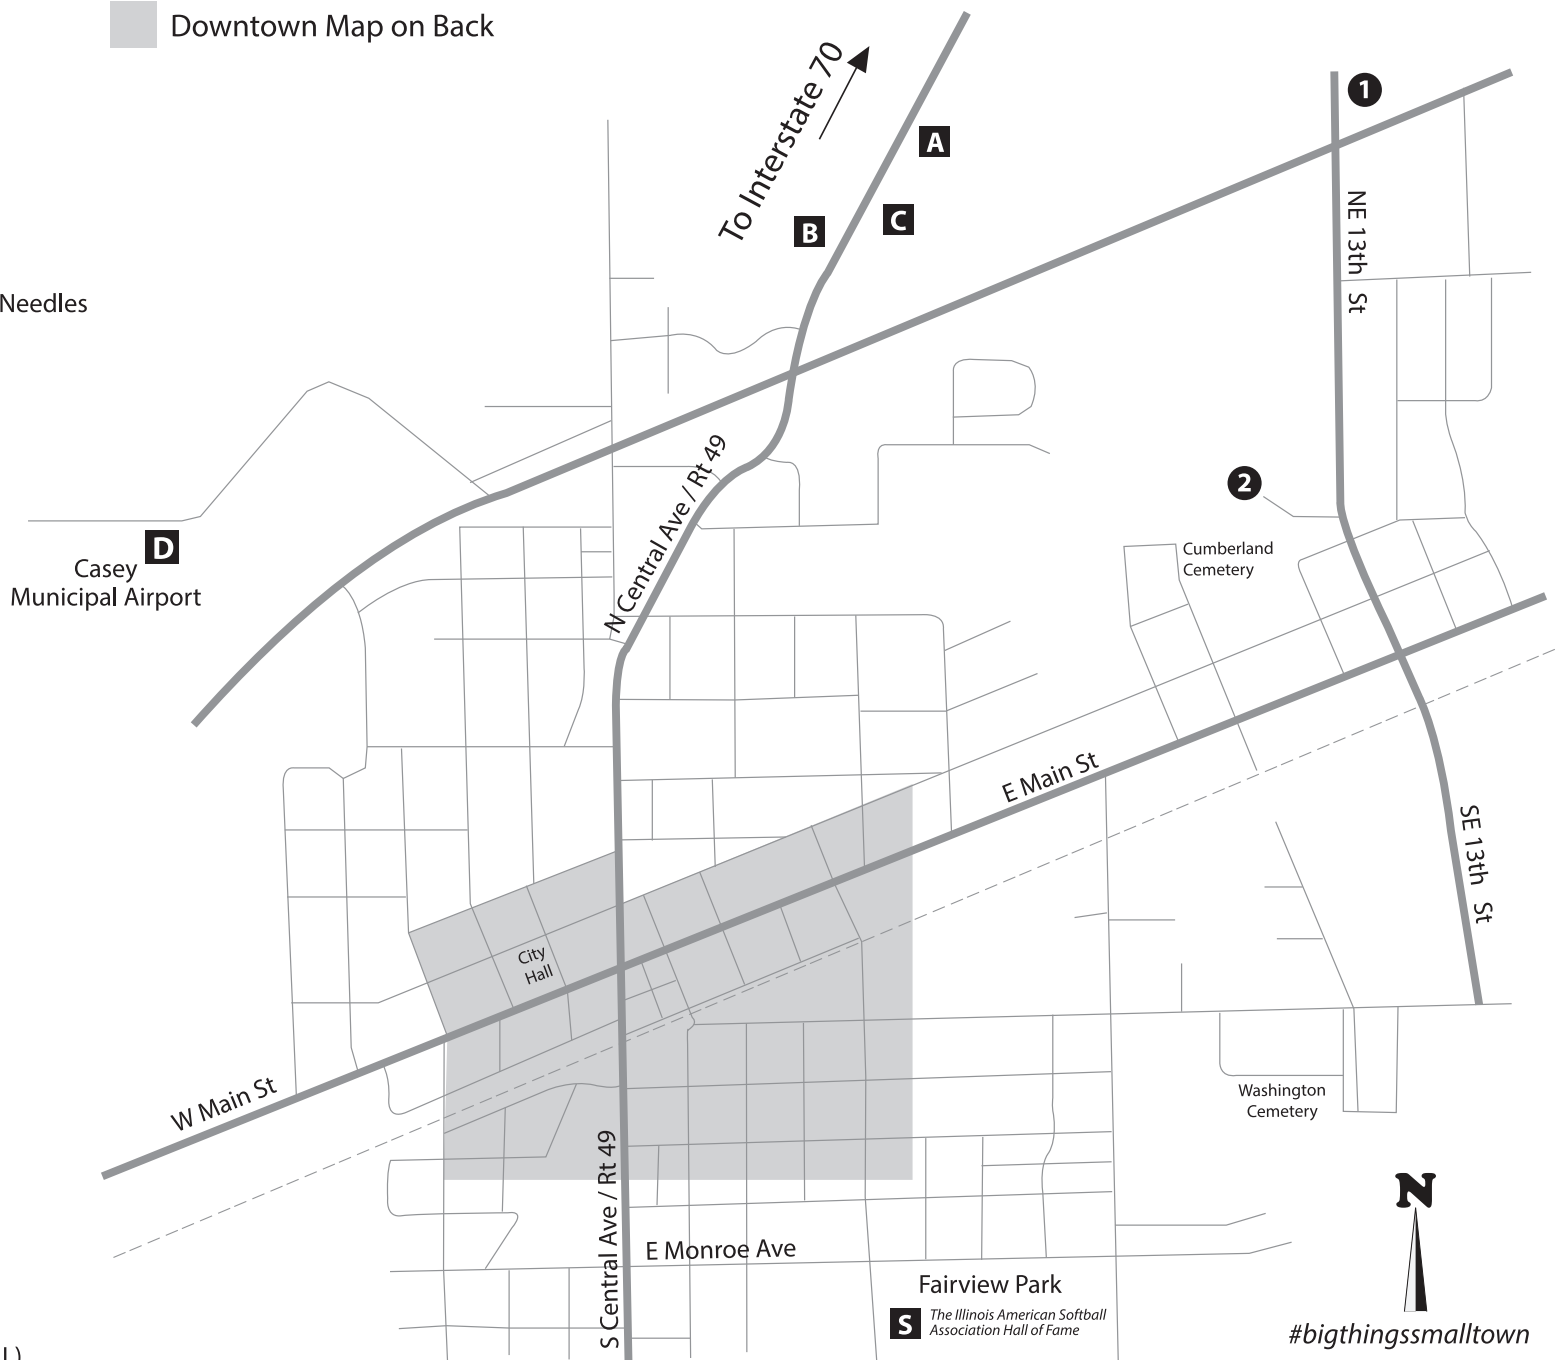 Downtown Map on Back
To Interstate 70
1
A
B
C
NE 13th St
Needles
N Central Ave / Rt 49
2
D
Casey
Municipal Airport
Cumberland
Cemetery
E Main St
SE 13th St
City
Hall
W Main St
Washington
Cemetery
S Central Ave / Rt 49
N
E Monroe Ave
Fairview Park
S
The Illinois American Softball
Association Hall of Fame
#bigthingssmalltown
L)